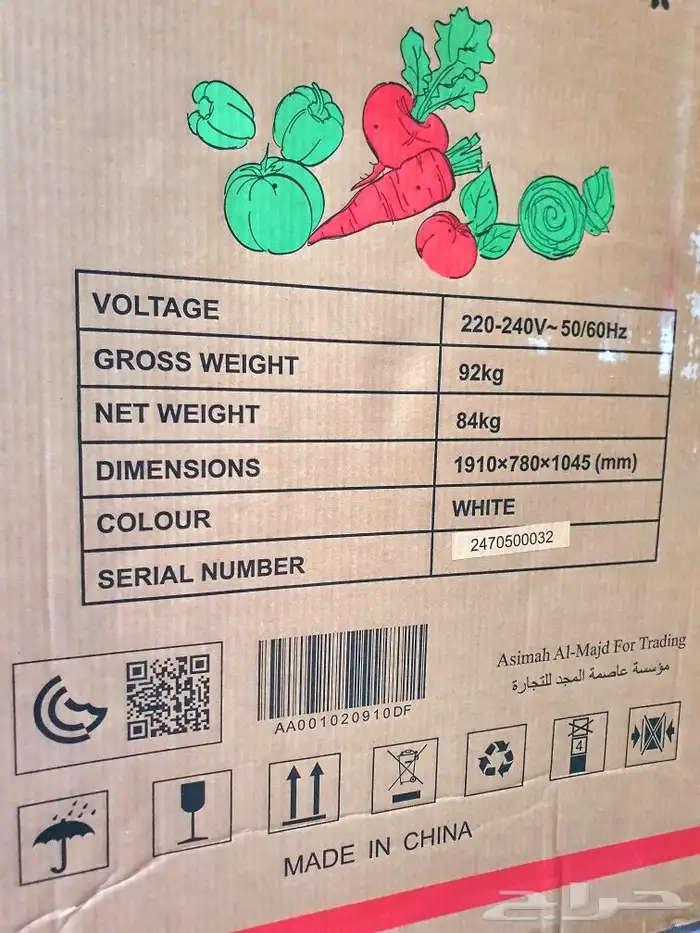 VOLTAGE 220-240V~ 50/60Hz
GROSS WEIGHT 92kg
NET WEIGHT 84kg
DIMENSIONS 1910×780×1045 (mm)
COLOUR WHITE
SERIAL NUMBER 2470500032
AA001020910DF
Asimah Al-Majd For Trading
مؤسسة عاصمة المجد للتجارة
4
MADE IN CHINA
حراج